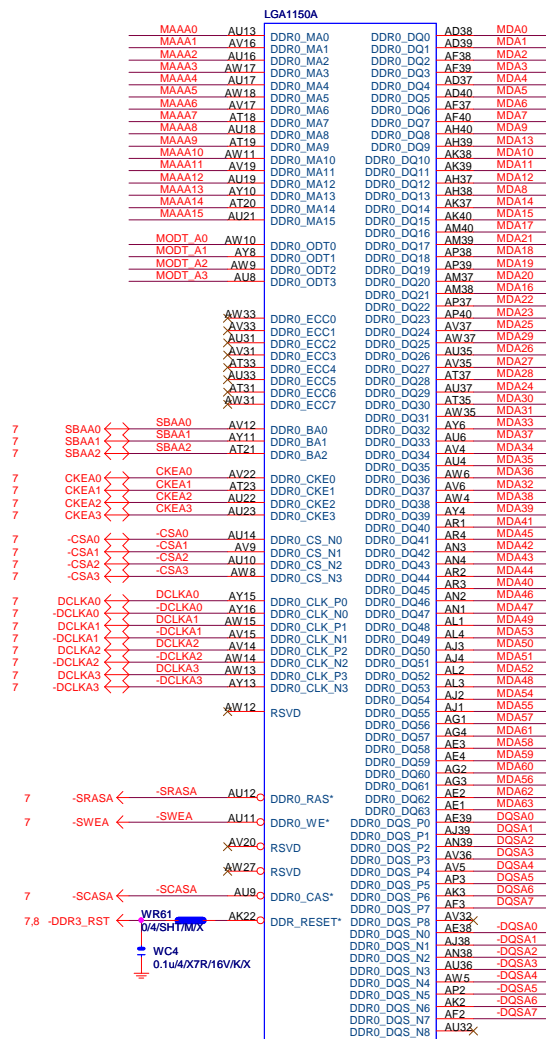 LGA1150A
MAAA0 AU13 DDR0_MA0
MAAA1 AV16 DDR0_MA1
MAAA2 AU16 DDR0_MA2
MAAA3 AW17 DDR0_MA3
MAAA4 AU17 DDR0_MA4
MAAA5 AW18 DDR0_MA5
MAAA6 AV17 DDR0_MA6
MAAA7 AT18 DDR0_MA7
MAAA8 AU18 DDR0_MA8
MAAA9 AT19 DDR0_MA9
MAAA10 AW11 DDR0_MA10
MAAA11 AV19 DDR0_MA11
MAAA12 AU19 DDR0_MA12
MAAA13 AY10 DDR0_MA13
MAAA14 AT20 DDR0_MA14
MAAA15 AU21 DDR0_MA15
MODT_A0 AW10 DDR0_ODT0
MODT_A1 AY8 DDR0_ODT1
MODT_A2 AW9 DDR0_ODT2
MODT_A3 AU8 DDR0_ODT3
AW33 DDR0_ECC0
AV33 DDR0_ECC1
AU31 DDR0_ECC2
AV31 DDR0_ECC3
AT33 DDR0_ECC4
AU33 DDR0_ECC5
AT31 DDR0_ECC6
AW31 DDR0_ECC7
7 SBAA0 SBAA0 AV12 DDR0_BA0
7 SBAA1 SBAA1 AY11 DDR0_BA1
7 SBAA2 SBAA2 AT21 DDR0_BA2
7 CKEA0 CKEA0 AV22 DDR0_CKE0
7 CKEA1 CKEA1 AT23 DDR0_CKE1
7 CKEA2 CKEA2 AU22 DDR0_CKE2
7 CKEA3 CKEA3 AU23 DDR0_CKE3
7 -CSA0 -CSA0 AU14 DDR0_CS_N0
7 -CSA1 -CSA1 AV9 DDR0_CS_N1
7 -CSA2 -CSA2 AU10 DDR0_CS_N2
7 -CSA3 -CSA3 AW8 DDR0_CS_N3
7 DCLKA0 DCLKA0 AY15 DDR0_CLK_P0
7 -DCLKA0 -DCLKA0 AY16 DDR0_CLK_N0
7 DCLKA1 DCLKA1 AW15 DDR0_CLK_P1
7 -DCLKA1 -DCLKA1 AV15 DDR0_CLK_N1
7 DCLKA2 DCLKA2 AV14 DDR0_CLK_P2
7 -DCLKA2 -DCLKA2 AW14 DDR0_CLK_N2
7 DCLKA3 DCLKA3 AW13 DDR0_CLK_P3
7 -DCLKA3 -DCLKA3 AY13 DDR0_CLK_N3
AW12 RSVD
7 -SRASA -SRASA AU12 DDR0_RAS*
7 -SWEA -SWEA AU11 DDR0_WE*
AV20 RSVD
AW27 RSVD
7 -SCASA -SCASA AU9 DDR0_CAS*
7,8 -DDR3_RST WR61 AK22 DDR_RESET*
0/4/SHT/M/X
WC4
0.1u/4/X7R/16V/K/X
DDR0_DQ0 AD38 MDA0
DDR0_DQ1 AD39 MDA1
DDR0_DQ2 AF38 MDA2
DDR0_DQ3 AF39 MDA3
DDR0_DQ4 AD37 MDA4
DDR0_DQ5 AD40 MDA5
DDR0_DQ6 AF37 MDA6
DDR0_DQ7 AF40 MDA7
DDR0_DQ8 AH40 MDA9
DDR0_DQ9 AH39 MDA13
DDR0_DQ10 AK38 MDA10
DDR0_DQ11 AK39 MDA11
DDR0_DQ12 AH37 MDA12
DDR0_DQ13 AH38 MDA8
DDR0_DQ14 AK37 MDA14
DDR0_DQ15 AK40 MDA15
DDR0_DQ16 AM40 MDA17
DDR0_DQ17 AM39 MDA21
DDR0_DQ18 AP38 MDA18
DDR0_DQ19 AP39 MDA19
DDR0_DQ20 AM37 MDA20
DDR0_DQ21 AM38 MDA16
DDR0_DQ22 AP37 MDA22
DDR0_DQ23 AP40 MDA23
DDR0_DQ24 AV37 MDA25
DDR0_DQ25 AW37 MDA29
DDR0_DQ26 AU35 MDA26
DDR0_DQ27 AV35 MDA27
DDR0_DQ28 AT37 MDA28
DDR0_DQ29 AU37 MDA24
DDR0_DQ30 AT35 MDA30
DDR0_DQ31 AW35 MDA31
DDR0_DQ32 AY6 MDA33
DDR0_DQ33 AU6 MDA37
DDR0_DQ34 AV4 MDA34
DDR0_DQ35 AU4 MDA35
DDR0_DQ36 AW6 MDA36
DDR0_DQ37 AV6 MDA32
DDR0_DQ38 AW4 MDA38
DDR0_DQ39 AY4 MDA39
DDR0_DQ40 AR1 MDA41
DDR0_DQ41 AR4 MDA45
DDR0_DQ42 AN3 MDA42
DDR0_DQ43 AN4 MDA43
DDR0_DQ44 AR2 MDA44
DDR0_DQ45 AR3 MDA40
DDR0_DQ46 AN2 MDA46
DDR0_DQ47 AN1 MDA47
DDR0_DQ48 AL1 MDA49
DDR0_DQ49 AL4 MDA53
DDR0_DQ50 AJ3 MDA50
DDR0_DQ51 AJ4 MDA51
DDR0_DQ52 AL2 MDA52
DDR0_DQ53 AL3 MDA48
DDR0_DQ54 AJ2 MDA54
DDR0_DQ55 AJ1 MDA55
DDR0_DQ56 AG1 MDA57
DDR0_DQ57 AG4 MDA61
DDR0_DQ58 AE3 MDA58
DDR0_DQ59 AE4 MDA59
DDR0_DQ60 AG2 MDA60
DDR0_DQ61 AG3 MDA56
DDR0_DQ62 AE2 MDA62
DDR0_DQ63 AE1 MDA63
DDR0_DQS_P0 AE39 DQSA0
DDR0_DQS_P1 AJ39 DQSA1
DDR0_DQS_P2 AN39 DQSA2
DDR0_DQS_P3 AV36 DQSA3
DDR0_DQS_P4 AV5 DQSA4
DDR0_DQS_P5 AP3 DQSA5
DDR0_DQS_P6 AK3 DQSA6
DDR0_DQS_P7 AF3 DQSA7
DDR0_DQS_P8 AV32
DDR0_DQS_N0 AE38 -DQSA0
DDR0_DQS_N1 AJ38 -DQSA1
DDR0_DQS_N2 AN38 -DQSA2
DDR0_DQS_N3 AU36 -DQSA3
DDR0_DQS_N4 AW5 -DQSA4
DDR0_DQS_N5 AP2 -DQSA5
DDR0_DQS_N6 AK2 -DQSA6
DDR0_DQS_N7 AF2 -DQSA7
DDR0_DQS_N8 AU32